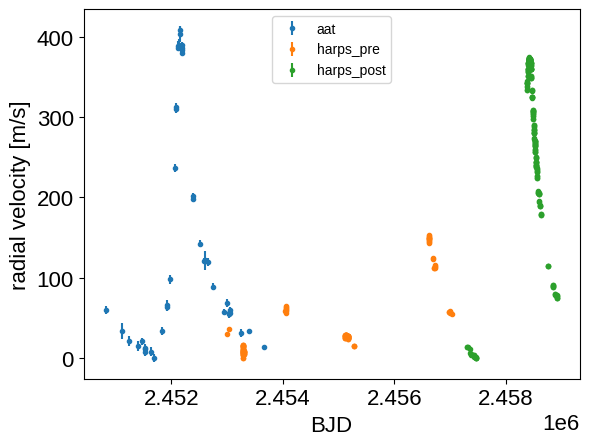 aat
harps_pre
harps_post
400
300
200
100
0
radial velocity [m/s]
2.452 2.454 2.456 2.458
1e6
BJD